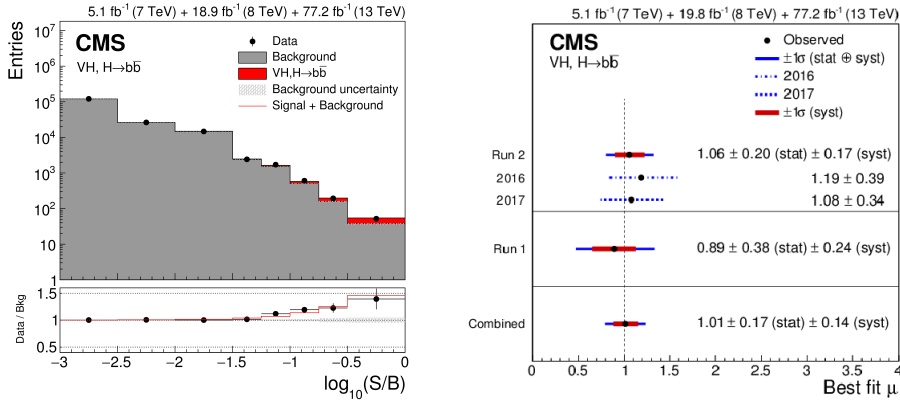 5.1 fb⁻¹ (7 TeV) + 18.9 fb⁻¹ (8 TeV) + 77.2 fb⁻¹ (13 TeV)
Entries
10⁷
10⁶
10⁵
10⁴
10³
10²
10
1
CMS
VH, H→bb̅
Data
Background
VH,H→bb̅
Background uncertainty
Signal + Background
Data / Bkg
1.5
1
0.5
−3 −2.5 −2 −1.5 −1 −0.5 0
log₁₀(S/B)
5.1 fb⁻¹ (7 TeV) + 19.8 fb⁻¹ (8 TeV) + 77.2 fb⁻¹ (13 TeV)
CMS
VH, H→bb̅
Observed
±1σ (stat ⊕ syst)
2016
2017
±1σ (syst)
Run 2 1.06 ± 0.20 (stat) ± 0.17 (syst)
2016 1.19 ± 0.39
2017 1.08 ± 0.34
Run 1 0.89 ± 0.38 (stat) ± 0.24 (syst)
Combined 1.01 ± 0.17 (stat) ± 0.14 (syst)
0 0.5 1 1.5 2 2.5 3 3.5 4
Best fit μ